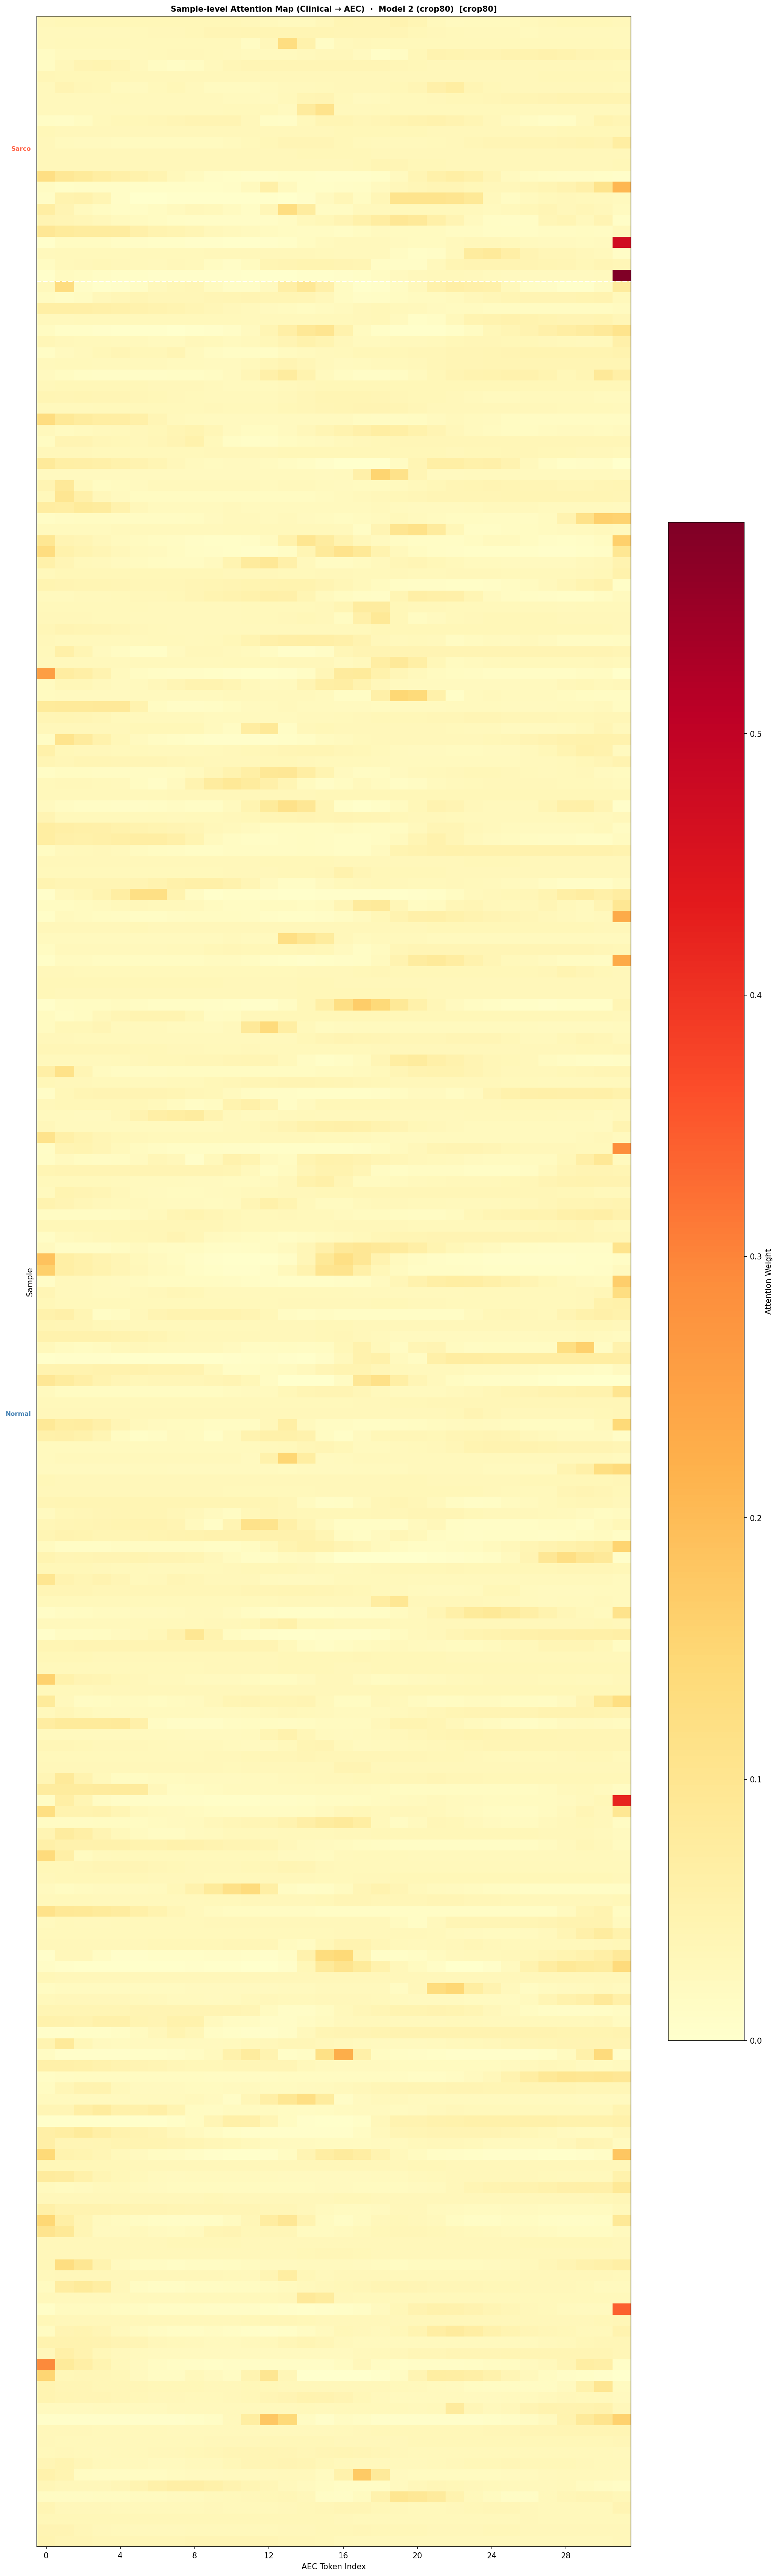 Sample-level Attention Map (Clinical → AEC)  ·  Model 2 (crop80)  [crop80]
Sarco
Normal
Sample
0 4 8 12 16 20 24 28
AEC Token Index
0.5
0.4
0.3
0.2
0.1
0.0
Attention Weight